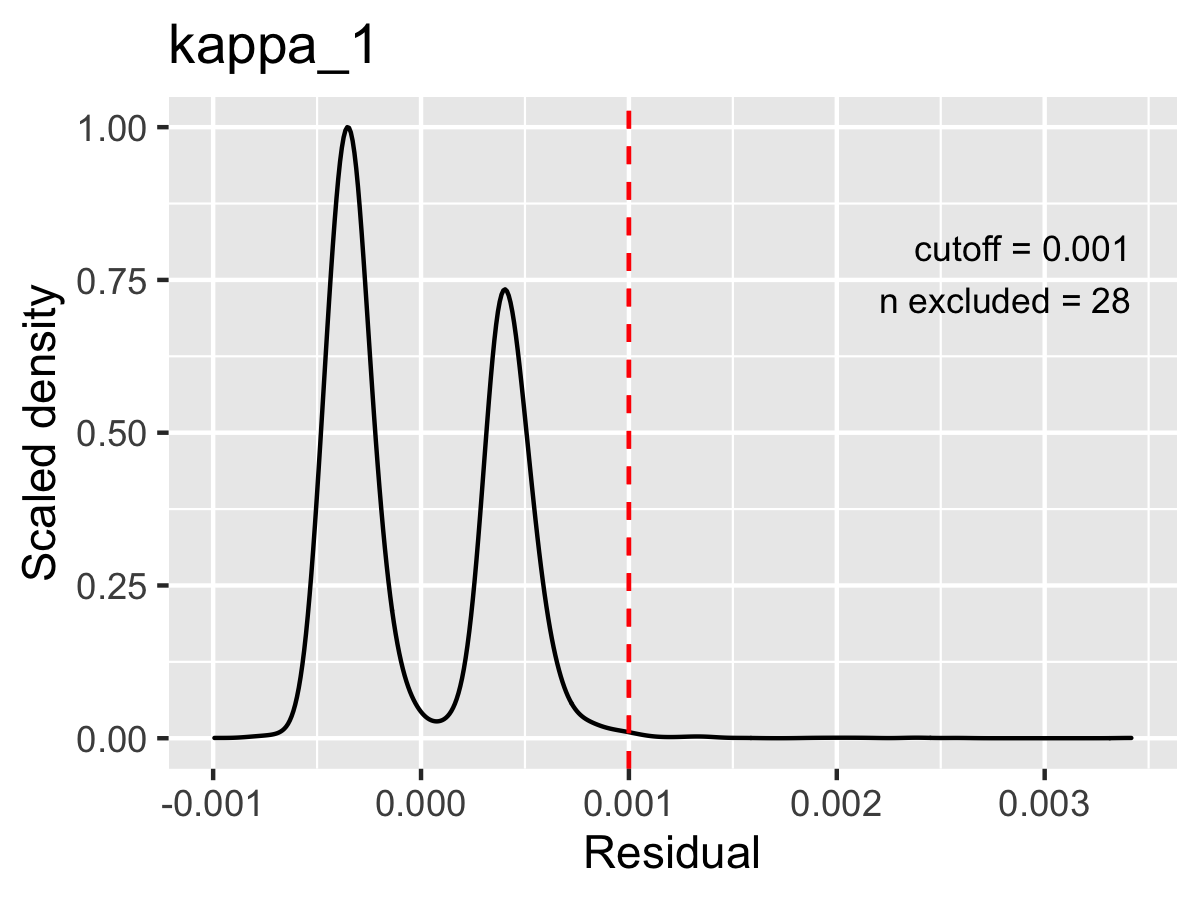 kappa_1
1.00
0.75
0.50
0.25
0.00
Scaled density
cutoff = 0.001
n excluded = 28
-0.001 0.000 0.001 0.002 0.003
Residual